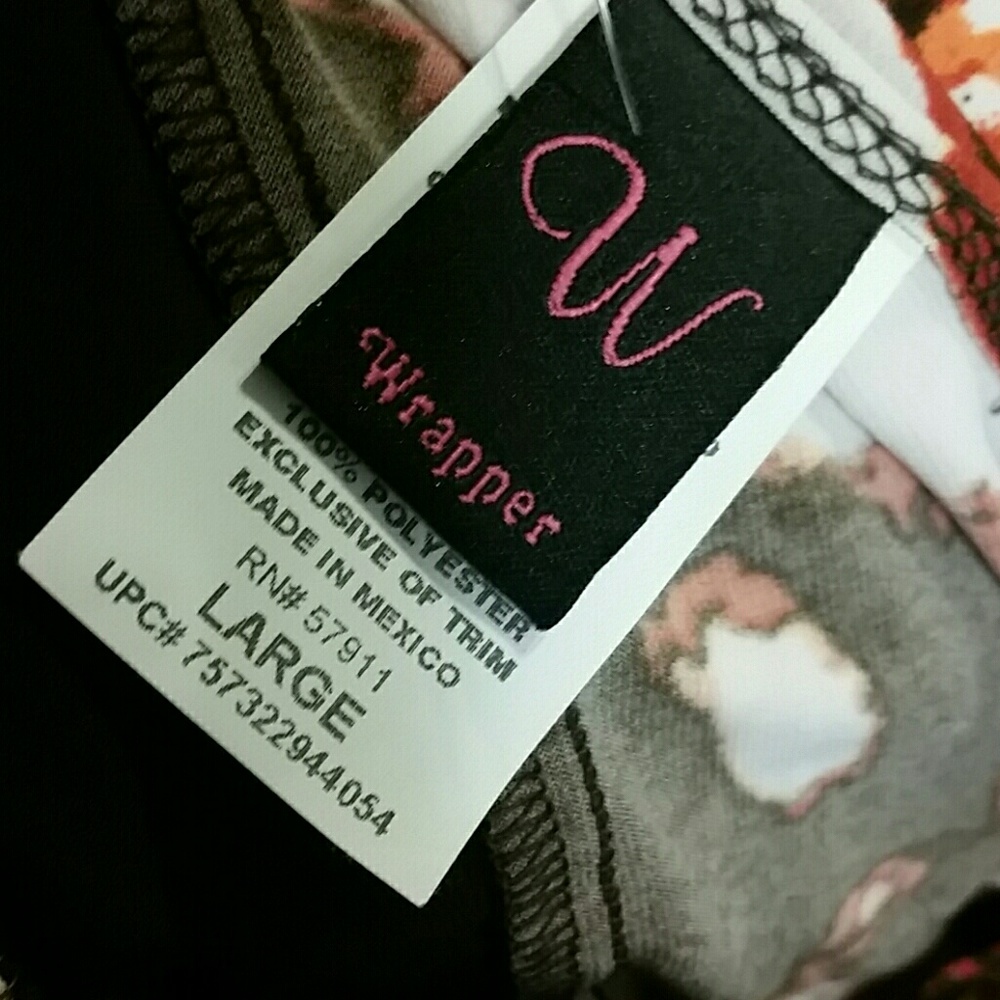 W
Wrapper
100% POLYESTER
EXCLUSIVE OF TRIM
MADE IN MEXICO
RN# 57911
LARGE
UPC# 757322944054